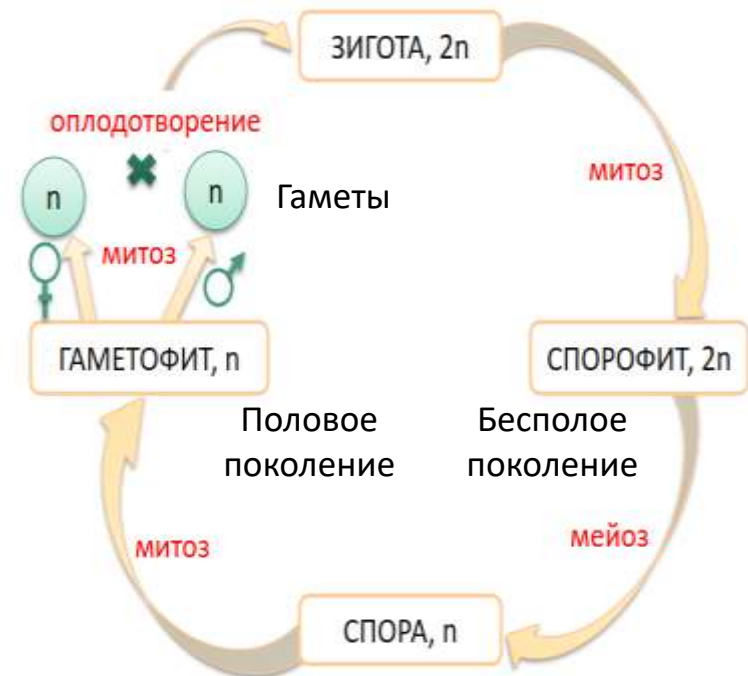 ЗИГОТА, 2n
оплодотворение
митоз
n
n
Гаметы
митоз
ГАМЕТОФИТ, n
СПОРОФИТ, 2n
Половое
поколение
Бесполое
поколение
митоз
мейоз
СПОРА, n